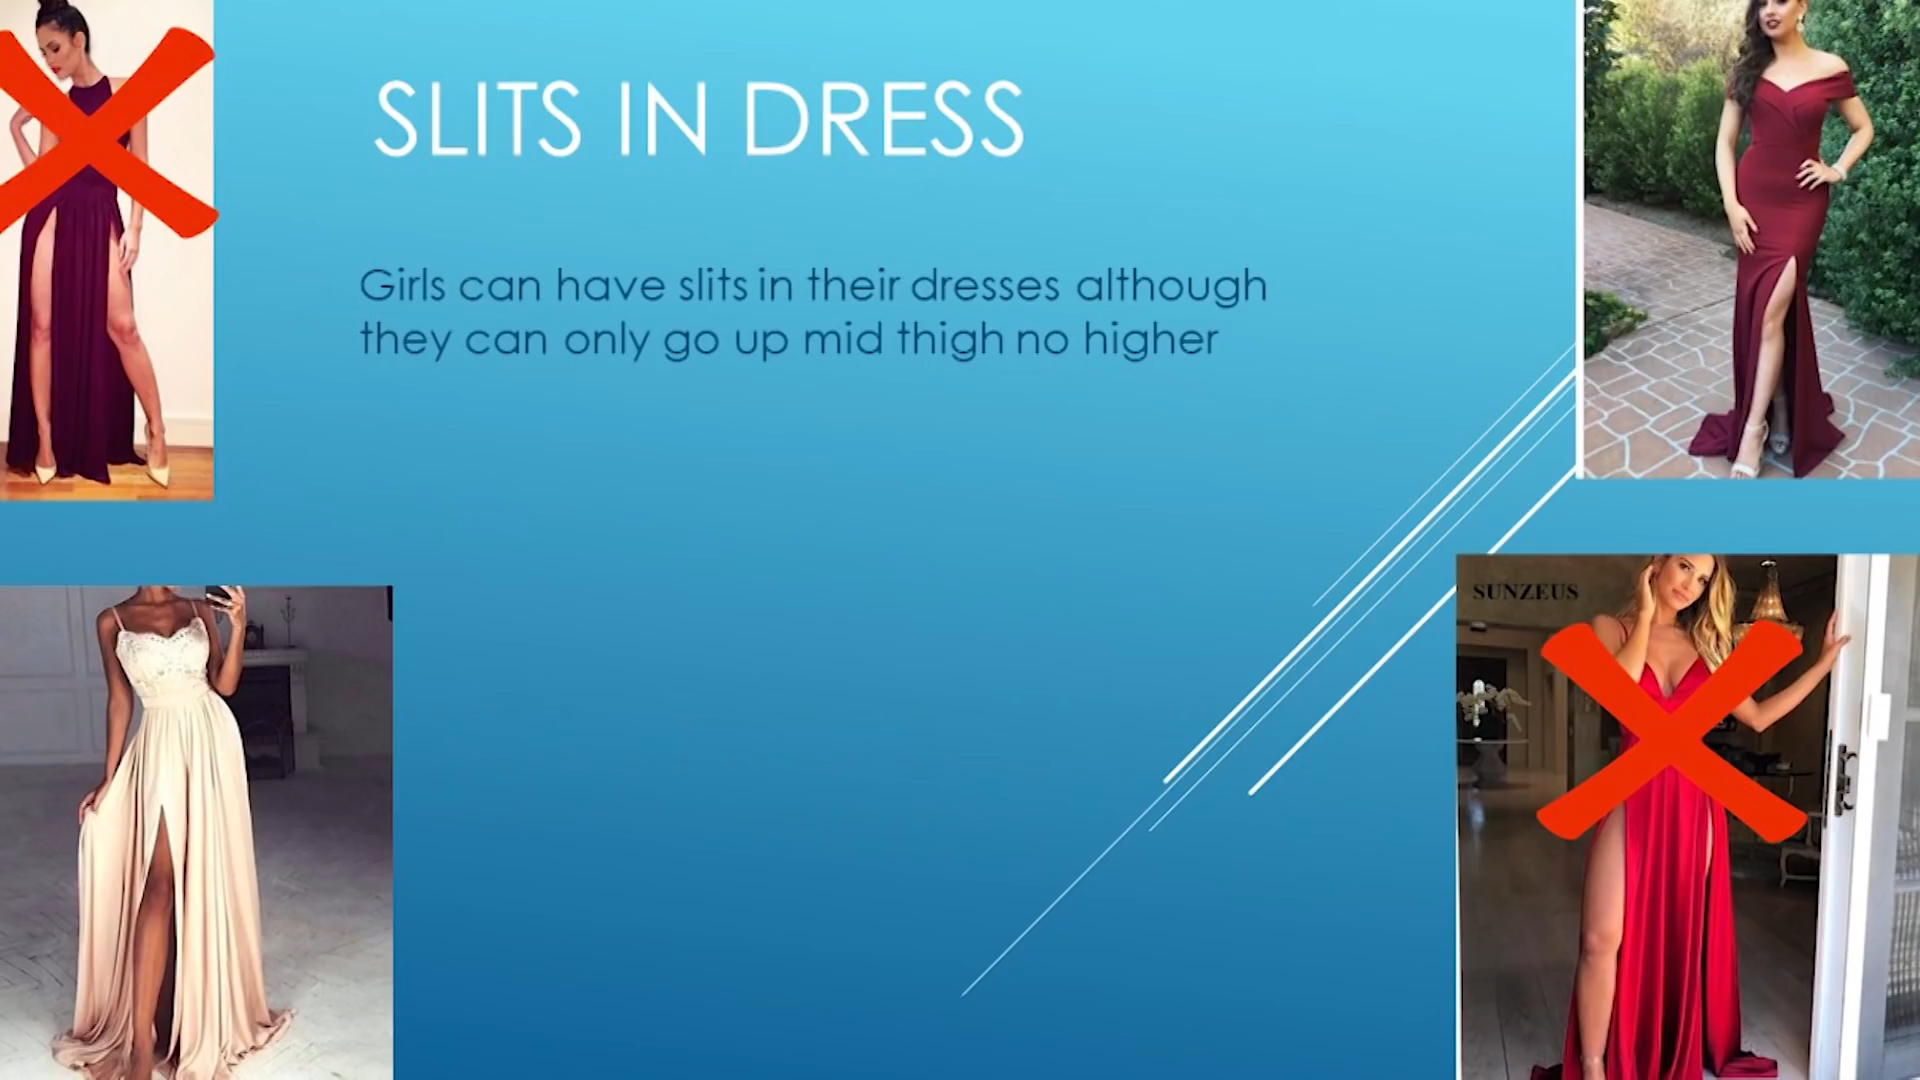 SLITS IN DRESS
Girls can have slits in their dresses although
they can only go up mid thigh no higher
SUNZEUS